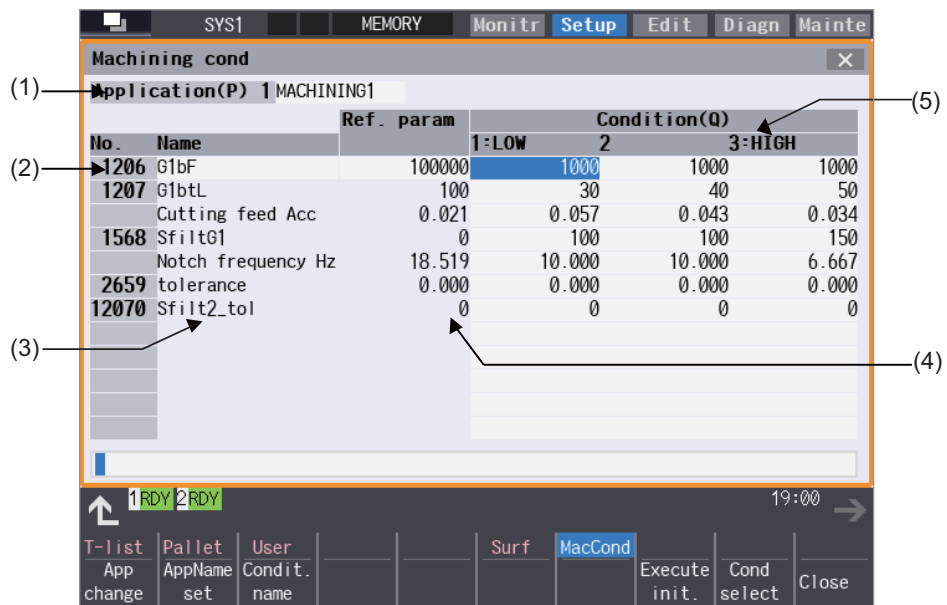 SYS1 MEMORY Monitr Setup Edit Diagn Mainte
Machining cond
(1) Application(P) 1 MACHINING1
(5)
Ref. param Condition(Q)
No. Name 1:LOW 2 3:HIGH
(2) 1206 G1bF 100000 1000 1000 1000
1207 G1btL 100 30 40 50
Cutting feed Acc 0.021 0.057 0.043 0.034
1568 SfiltG1 0 100 100 150
Notch frequency Hz 18.519 10.000 10.000 6.667
2659 tolerance 0.000 0.000 0.000 0.000
12070 Sfilt2_tol 0 0 0 0
(3)
(4)
1 RDY 2 RDY 19:00
T-list Pallet User Surf MacCond
App AppName Condit. Execute Cond Close
change set name init. select